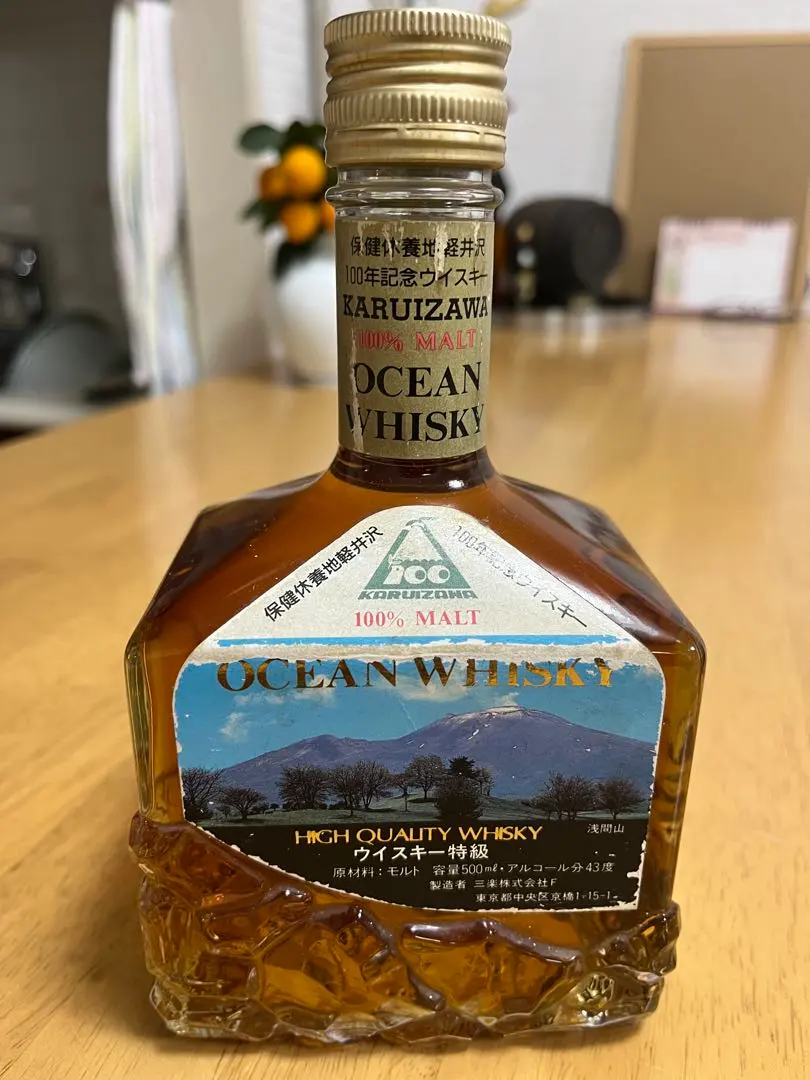 保健休養地軽井沢
100年記念ウイスキー
KARUIZAWA
100% MALT
OCEAN
WHISKY
保健休養地軽井沢
100年記念ウイスキー
100
KARUIZAWA
100% MALT
OCEAN WHISKY
HIGH QUALITY WHISKY
浅間山
ウイスキー特級
原材料:モルト 容量500ml・アルコール分43度
製造者 三楽株式会社F
東京都中央区京橋1-15-1